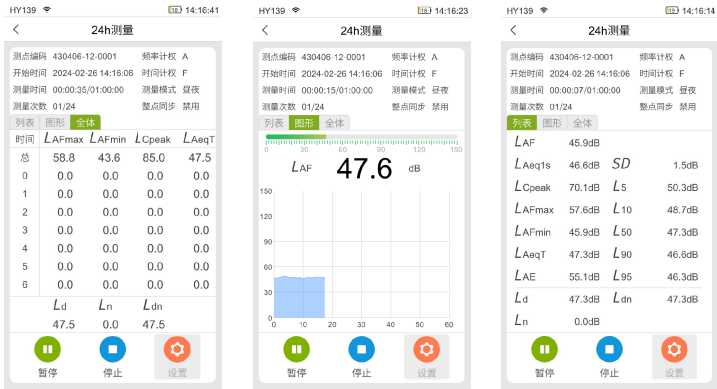 HY139 18 14:16:41
24h测量
测点编码 430406-12-0001 频率计权 A
开始时间 2024-02-26 14:16:06 时间计权 F
测量时间 00:00:35/01:00:00 测量模式 昼夜
测量次数 01/24 整点同步 禁用
列表 图形 全体
时间 LAFmax LAFmin LCpeak LAeqT
总 58.8 43.6 85.0 47.5
0 0.0 0.0 0.0 0.0
1 0.0 0.0 0.0 0.0
2 0.0 0.0 0.0 0.0
3 0.0 0.0 0.0 0.0
4 0.0 0.0 0.0 0.0
5 0.0 0.0 0.0 0.0
6 0.0 0.0 0.0 0.0
Ld Ln Ldn
47.5 0.0 47.5
暂停 停止 设置
HY139 18 14:16:23
24h测量
测点编码 430406-12-0001 频率计权 A
开始时间 2024-02-26 14:16:06 时间计权 F
测量时间 00:00:15/01:00:00 测量模式 昼夜
测量次数 01/24 整点同步 禁用
列表 图形 全体
0 30 60 90 120 150
LAF 47.6 dB
150
120
90
60
30
0
0 10 20 30 40 50 60
暂停 停止 设置
HY139 19 14:16:14
24h测量
测点编码 430406-12-0001 频率计权 A
开始时间 2024-02-26 14:16:06 时间计权 F
测量时间 00:00:07/01:00:00 测量模式 昼夜
测量次数 01/24 整点同步 禁用
列表 图形 全体
LAF 45.9dB
LAeq1s 46.6dB SD 1.5dB
LCpeak 70.1dB L5 50.3dB
LAFmax 57.6dB L10 48.7dB
LAFmin 45.9dB L50 47.3dB
LAeqT 47.3dB L90 46.6dB
LAE 55.1dB L95 46.3dB
Ld 47.3dB Ldn 47.3dB
Ln 0.0dB
暂停 停止 设置